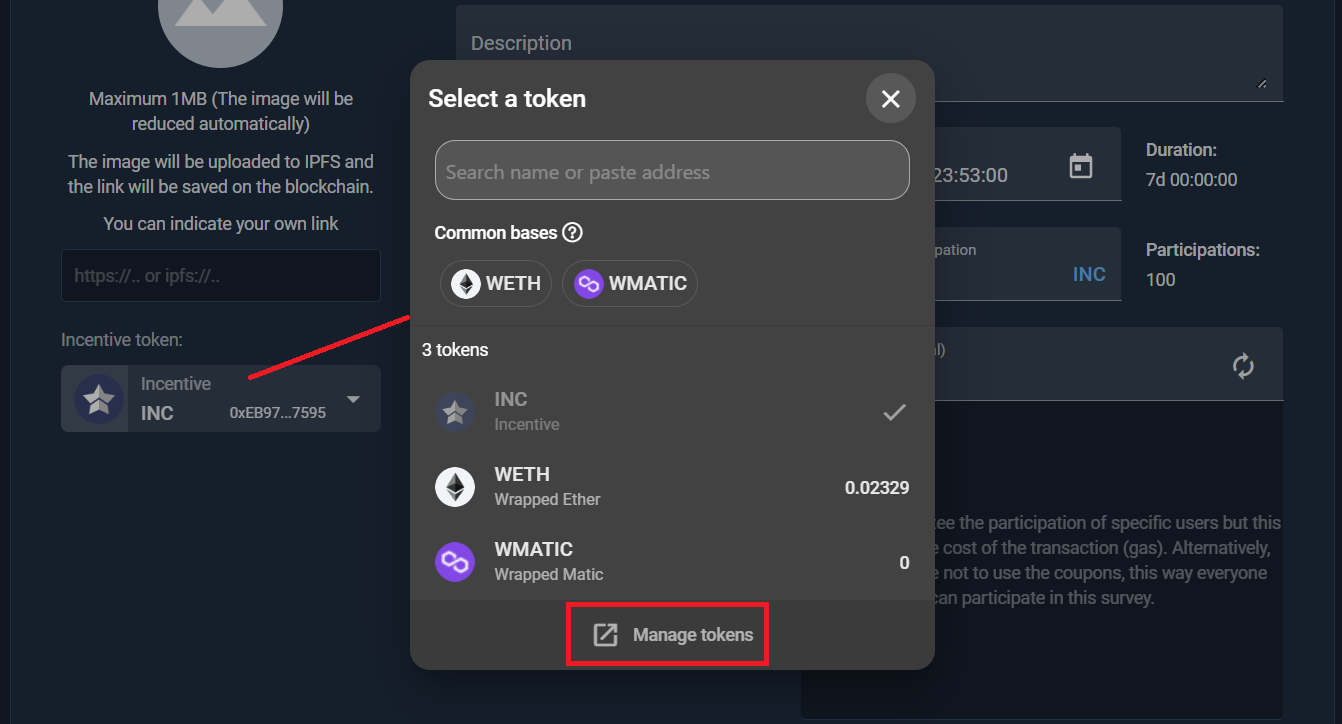 Maximum 1MB (The image will be
reduced automatically)
The image will be uploaded to IPFS and
the link will be saved on the blockchain.
You can indicate your own link
https://.. or ipfs://..
Incentive token:
Incentive
INC 0xEB97...7595
Description
Select a token
Search name or paste address
Common bases
WETH WMATIC
3 tokens
INC
Incentive
WETH
Wrapped Ether
0.02329
WMATIC
Wrapped Matic
0
Manage tokens
23:53:00
Duration:
7d 00:00:00
INC
Participations:
100
the participation of specific users but this
cost of the transaction (gas). Alternatively,
not to use the coupons, this way everyone
can participate in this survey.